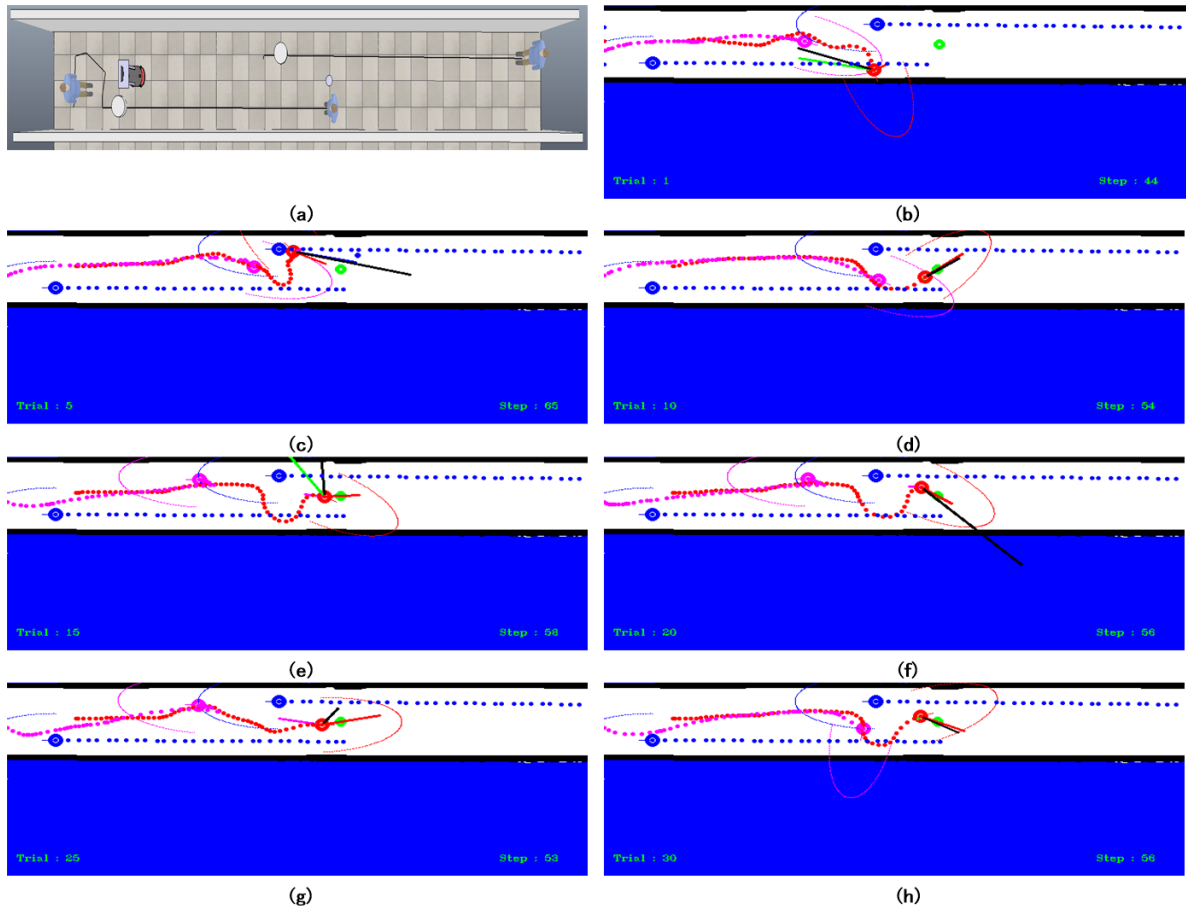 (a)
Trial : 1 Step : 44
(b)
Trial : 5 Step : 65
(c)
Trial : 10 Step : 54
(d)
Trial : 15 Step : 58
(e)
Trial : 20 Step : 56
(f)
Trial : 25 Step : 53
(g)
Trial : 30 Step : 56
(h)